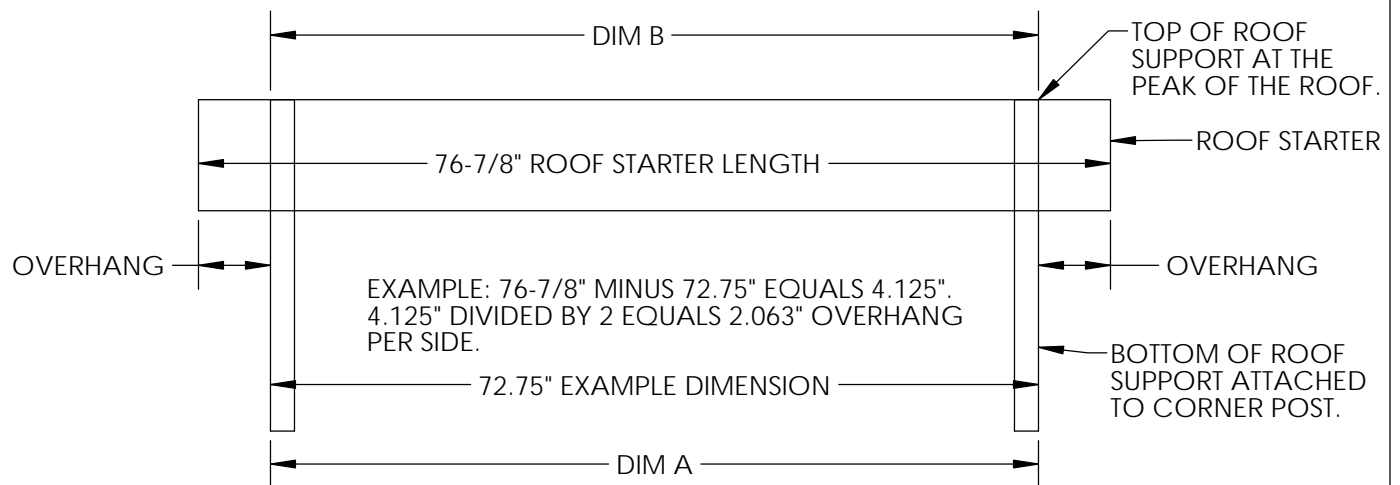 DIM B
TOP OF ROOF
SUPPORT AT THE
PEAK OF THE ROOF.
ROOF STARTER
76-7/8" ROOF STARTER LENGTH
OVERHANG
OVERHANG
EXAMPLE: 76-7/8" MINUS 72.75" EQUALS 4.125".
4.125" DIVIDED BY 2 EQUALS 2.063" OVERHANG
PER SIDE.
72.75" EXAMPLE DIMENSION
BOTTOM OF ROOF
SUPPORT ATTACHED
TO CORNER POST.
DIM A